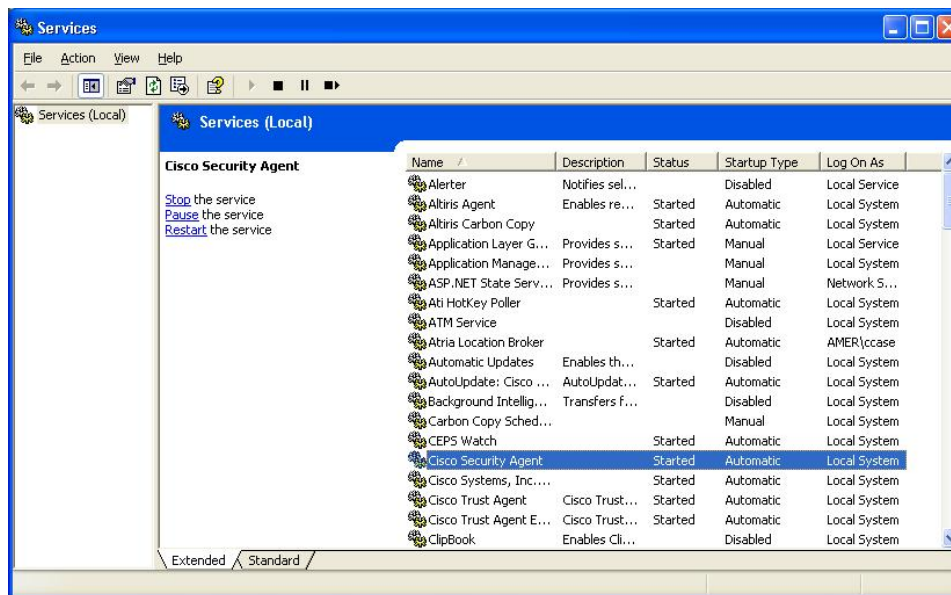 Services
File Action View Help
Services (Local)
Services (Local)
Cisco Security Agent
Stop the service
Pause the service
Restart the service
Name Description Status Startup Type Log On As
Alerter Notifies sel... Disabled Local Service
Altiris Agent Enables re... Started Automatic Local System
Altiris Carbon Copy Started Automatic Local System
Application Layer G... Provides s... Started Manual Local Service
Application Manage... Provides s... Manual Local System
ASP.NET State Serv... Provides s... Manual Network S...
Ati HotKey Poller Started Automatic Local System
ATM Service Disabled Local System
Atria Location Broker Started Automatic AMER\ccase
Automatic Updates Enables th... Disabled Local System
AutoUpdate: Cisco ... AutoUpdat... Started Automatic Local System
Background Intellig... Transfers f... Disabled Local System
Carbon Copy Sched... Manual Local System
CEPS Watch Started Automatic Local System
Cisco Security Agent Started Automatic Local System
Cisco Systems, Inc.... Started Automatic Local System
Cisco Trust Agent Cisco Trust... Started Automatic Local System
Cisco Trust Agent E... Cisco Trust... Started Automatic Local System
ClipBook Enables Cli... Disabled Local System
Extended Standard